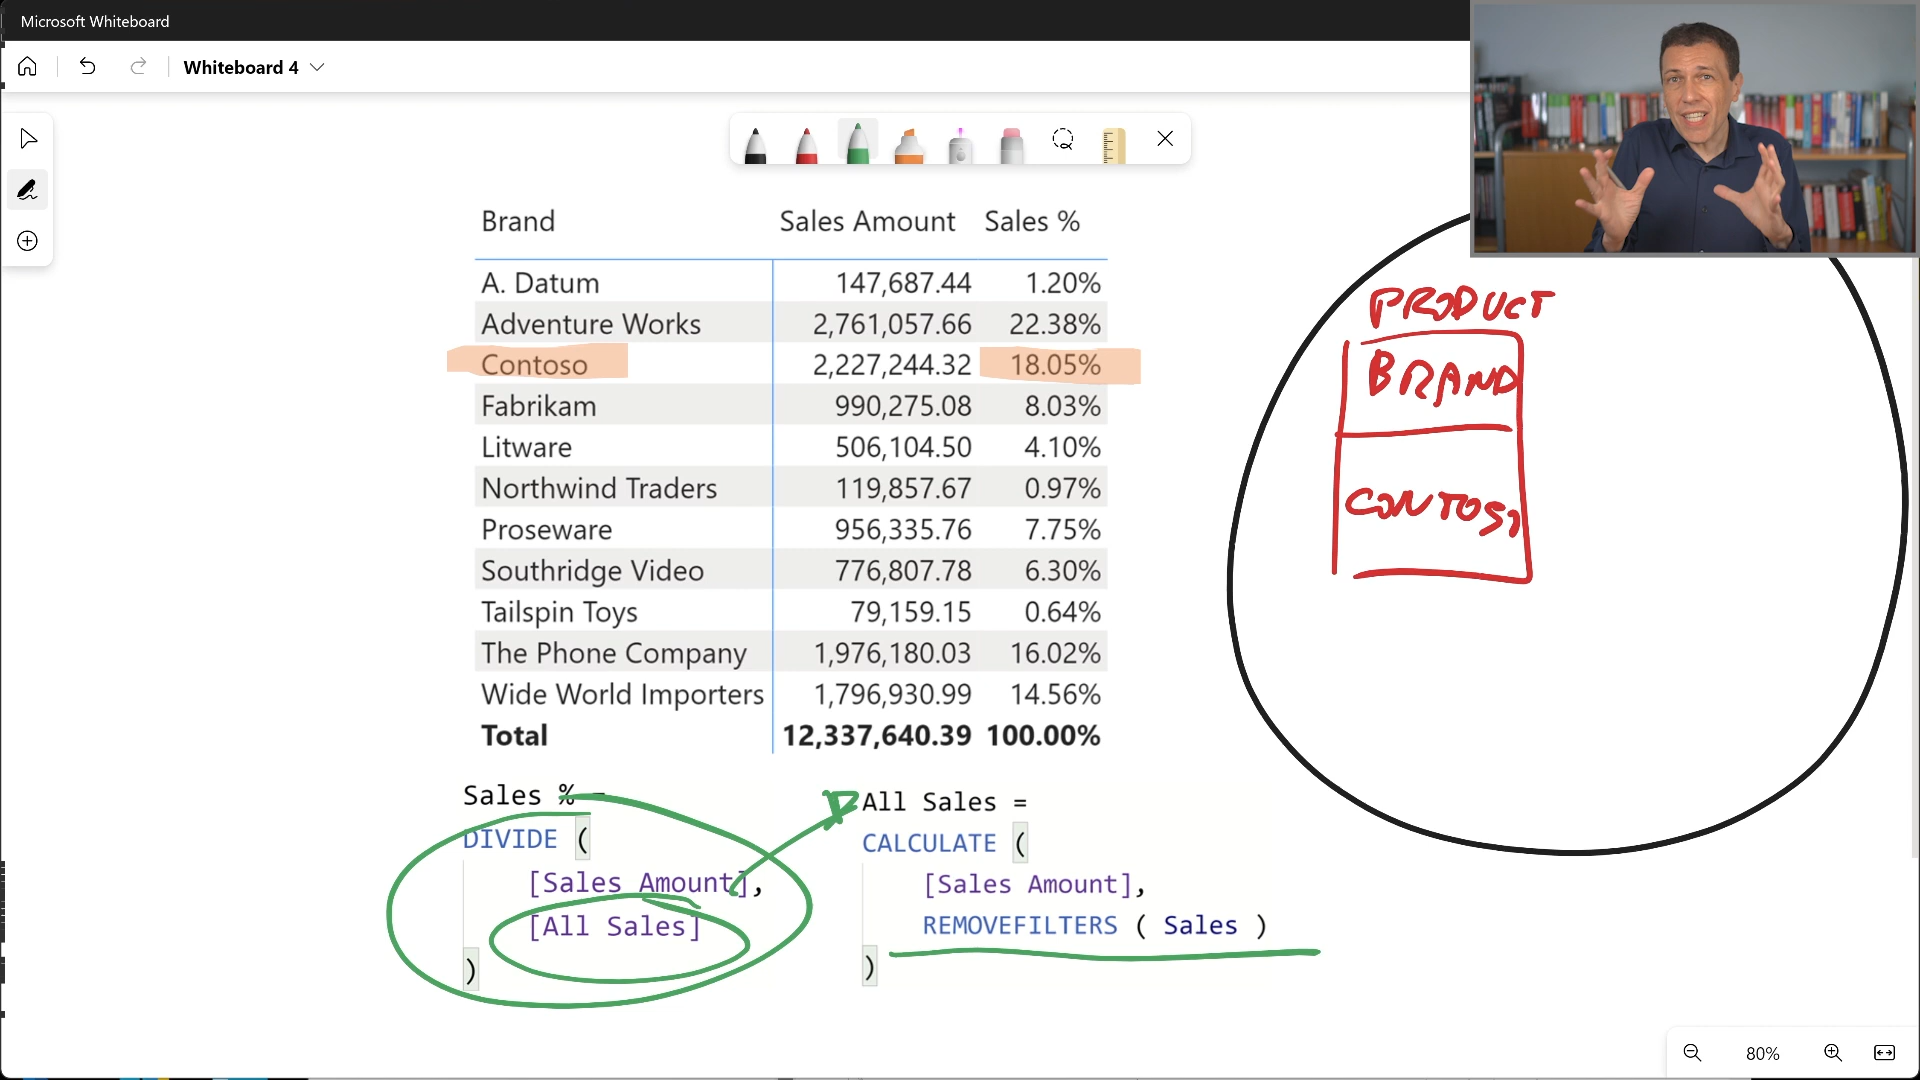 Microsoft Whiteboard
Whiteboard 4
Brand Sales Amount Sales %
A. Datum 147,687.44 1.20%
Adventure Works 2,761,057.66 22.38%
Contoso 2,227,244.32 18.05%
Fabrikam 990,275.08 8.03%
Litware 506,104.50 4.10%
Northwind Traders 119,857.67 0.97%
Proseware 956,335.76 7.75%
Southridge Video 776,807.78 6.30%
Tailspin Toys 79,159.15 0.64%
The Phone Company 1,976,180.03 16.02%
Wide World Importers 1,796,930.99 14.56%
Total 12,337,640.39 100.00%
Sales % =
DIVIDE (
[Sales Amount],
[All Sales]
)
All Sales =
CALCULATE (
[Sales Amount],
REMOVEFILTERS ( Sales )
)
PRODUCT
BRAND
CONTOSO
80%